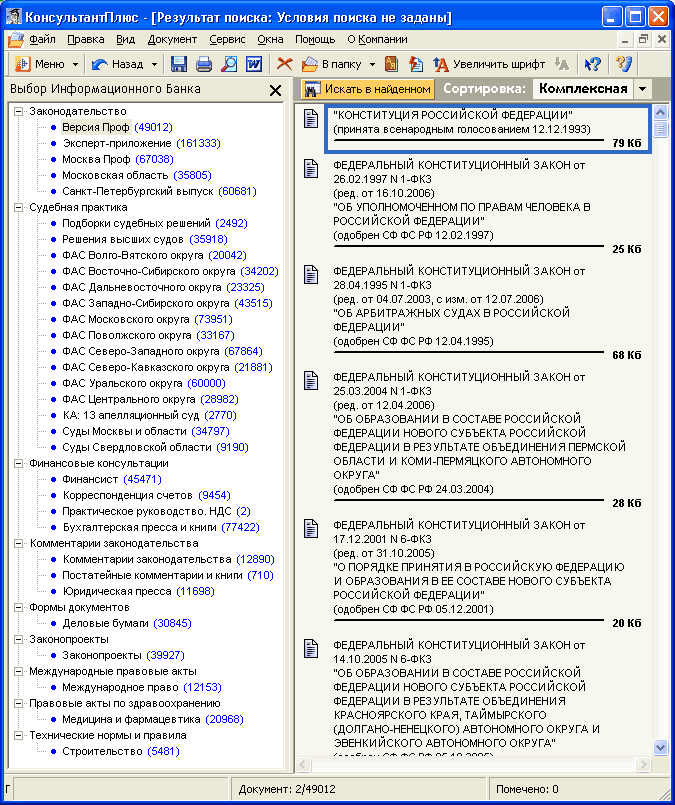 КонсультантПлюс - [Результат поиска: Условия поиска не заданы]
Файл Правка Вид Документ Сервис Окна Помощь О Компании
Меню Назад В папку Увеличить шрифт
Выбор Информационного Банка
Искать в найденном Сортировка: Комплексная
Законодательство
Версия Проф (49012)
Эксперт-приложение (161333)
Москва Проф (67038)
Московская область (35805)
Санкт-Петербургский выпуск (60681)
Судебная практика
Подборки судебных решений (2492)
Решения высших судов (35918)
ФАС Волго-Вятского округа (20042)
ФАС Восточно-Сибирского округа (34202)
ФАС Дальневосточного округа (23325)
ФАС Западно-Сибирского округа (43515)
ФАС Московского округа (73951)
ФАС Поволжского округа (33167)
ФАС Северо-Западного округа (67864)
ФАС Северо-Кавказского округа (21881)
ФАС Уральского округа (60000)
ФАС Центрального округа (28982)
КА: 13 апелляционный суд (2770)
Суды Москвы и области (34797)
Суды Свердловской области (9190)
Финансовые консультации
Финансист (45471)
Корреспонденция счетов (9454)
Практическое руководство. НДС (2)
Бухгалтерская пресса и книги (77422)
Комментарии законодательства
Комментарии законодательства (12890)
Постатейные комментарии и книги (710)
Юридическая пресса (11698)
Формы документов
Деловые бумаги (30845)
Законопроекты
Законопроекты (39927)
Международные правовые акты
Международное право (12153)
Правовые акты по здравоохранению
Медицина и фармацевтика (20968)
Технические нормы и правила
Строительство (5481)
"КОНСТИТУЦИЯ РОССИЙСКОЙ ФЕДЕРАЦИИ"
(принята всенародным голосованием 12.12.1993)
79 Кб
ФЕДЕРАЛЬНЫЙ КОНСТИТУЦИОННЫЙ ЗАКОН от
26.02.1997 N 1-ФКЗ
(ред. от 16.10.2006)
"ОБ УПОЛНОМОЧЕННОМ ПО ПРАВАМ ЧЕЛОВЕКА В
РОССИЙСКОЙ ФЕДЕРАЦИИ"
(одобрен СФ ФС РФ 12.02.1997)
25 Кб
ФЕДЕРАЛЬНЫЙ КОНСТИТУЦИОННЫЙ ЗАКОН от
28.04.1995 N 1-ФКЗ
(ред. от 04.07.2003, с изм. от 12.07.2006)
"ОБ АРБИТРАЖНЫХ СУДАХ В РОССИЙСКОЙ
ФЕДЕРАЦИИ"
(одобрен СФ ФС РФ 12.04.1995)
68 Кб
ФЕДЕРАЛЬНЫЙ КОНСТИТУЦИОННЫЙ ЗАКОН от
25.03.2004 N 1-ФКЗ
(ред. от 12.04.2006)
"ОБ ОБРАЗОВАНИИ В СОСТАВЕ РОССИЙСКОЙ
ФЕДЕРАЦИИ НОВОГО СУБЪЕКТА РОССИЙСКОЙ
ФЕДЕРАЦИИ В РЕЗУЛЬТАТЕ ОБЪЕДИНЕНИЯ ПЕРМСКОЙ
ОБЛАСТИ И КОМИ-ПЕРМЯЦКОГО АВТОНОМНОГО
ОКРУГА"
(одобрен СФ ФС РФ 24.03.2004)
28 Кб
ФЕДЕРАЛЬНЫЙ КОНСТИТУЦИОННЫЙ ЗАКОН от
17.12.2001 N 6-ФКЗ
(ред. от 31.10.2005)
"О ПОРЯДКЕ ПРИНЯТИЯ В РОССИЙСКУЮ ФЕДЕРАЦИЮ
И ОБРАЗОВАНИЯ В ЕЕ СОСТАВЕ НОВОГО СУБЪЕКТА
РОССИЙСКОЙ ФЕДЕРАЦИИ"
(одобрен СФ ФС РФ 05.12.2001)
20 Кб
ФЕДЕРАЛЬНЫЙ КОНСТИТУЦИОННЫЙ ЗАКОН от
14.10.2005 N 6-ФКЗ
"ОБ ОБРАЗОВАНИИ В СОСТАВЕ РОССИЙСКОЙ
ФЕДЕРАЦИИ НОВОГО СУБЪЕКТА РОССИЙСКОЙ
ФЕДЕРАЦИИ В РЕЗУЛЬТАТЕ ОБЪЕДИНЕНИЯ
КРАСНОЯРСКОГО КРАЯ, ТАЙМЫРСКОГО
(ДОЛГАНО-НЕНЕЦКОГО) АВТОНОМНОГО ОКРУГА И
ЭВЕНКИЙСКОГО АВТОНОМНОГО ОКРУГА"
(одобрен СФ ФС РФ 05.10.2005)
Документ: 2/49012 Помечено: 0